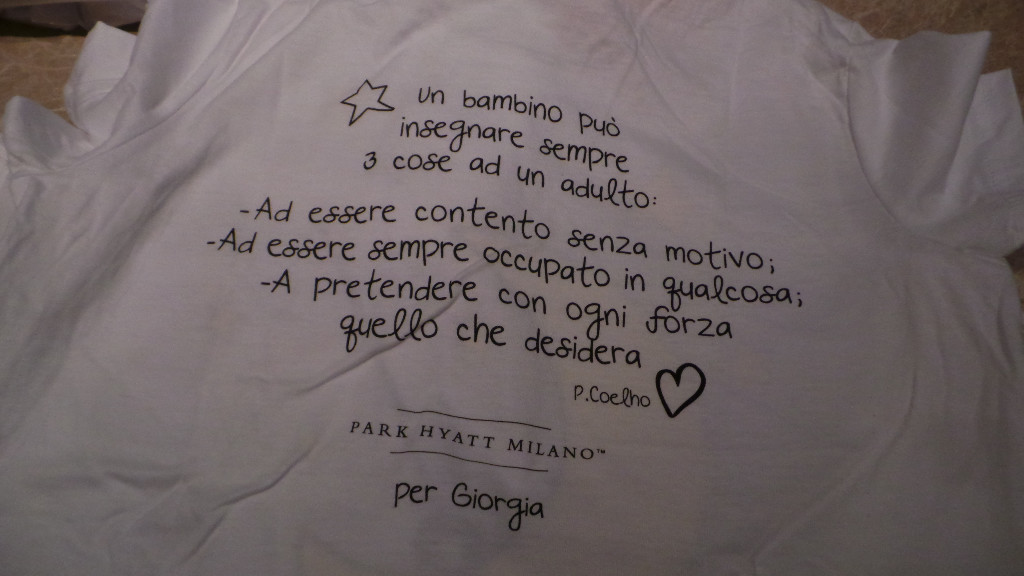 un bambino può
insegnare sempre
3 cose ad un adulto:
-Ad essere contento senza motivo;
-Ad essere sempre occupato in qualcosa;
-A pretendere con ogni forza
quello che desidera
P.Coelho
PARK HYATT MILANO™
per Giorgia